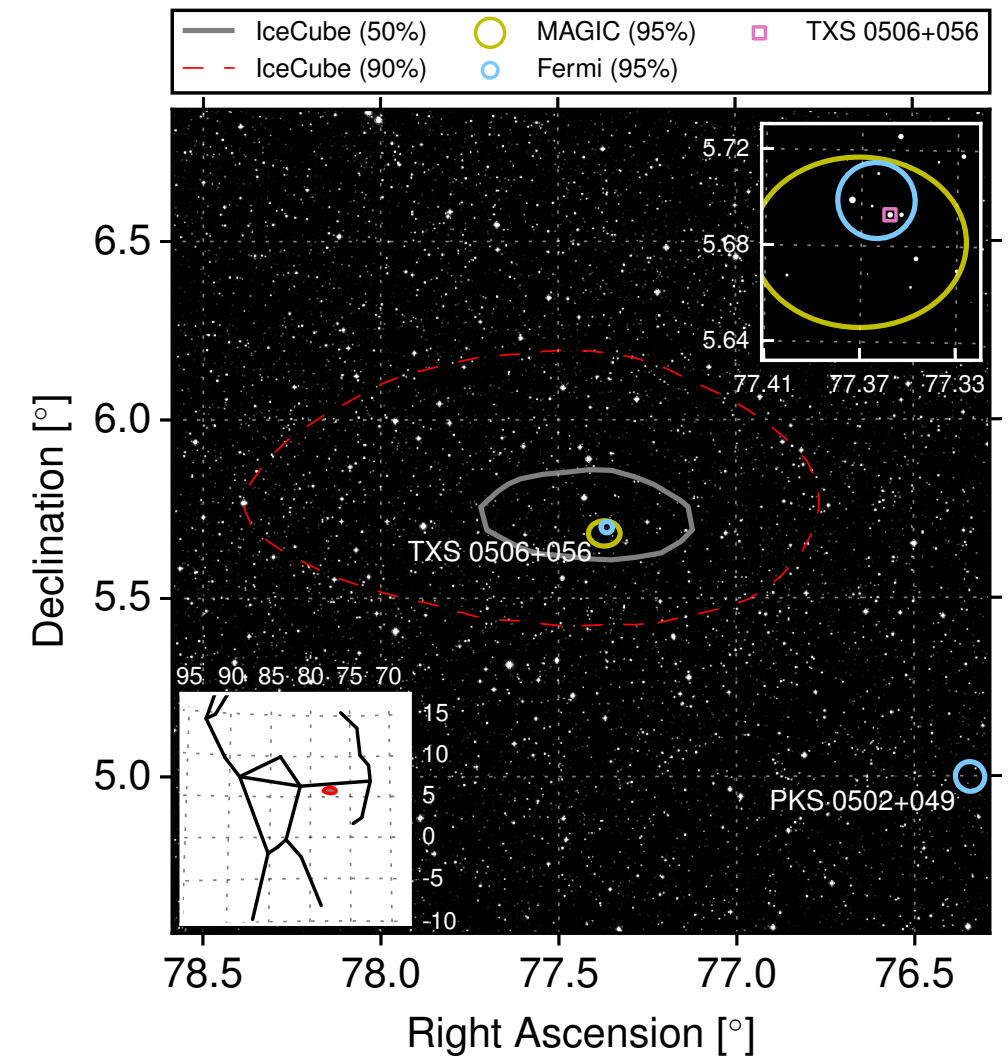 IceCube (50%) MAGIC (95%) TXS 0506+056
IceCube (90%) Fermi (95%)
5.72
5.68
5.64
77.41 77.37 77.33
6.5
6.0
5.5
5.0
Declination [°]
TXS 0506+056
PKS 0502+049
95 90 85 80 75 70
15
10
5
0
-5
-10
78.5 78.0 77.5 77.0 76.5
Right Ascension [°]